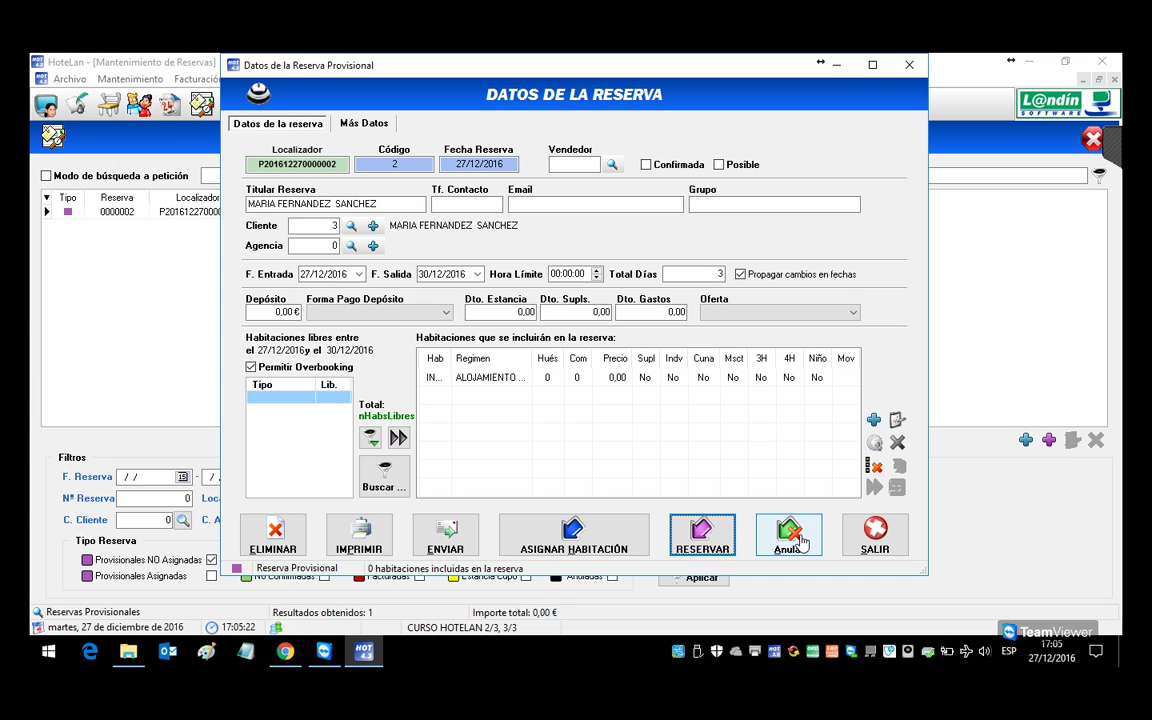 HoteLan - [Mantenimiento de Reservas]
Archivo Mantenimiento Facturació
L@ndín
SOFTWARE
Modo de búsqueda a petición
Tipo Reserva Localizador
0000002 P2016122700000
Datos de la Reserva Provisional
DATOS DE LA RESERVA
Datos de la reserva Más Datos
Localizador Código Fecha Reserva Vendedor
P201612270000002 2 27/12/2016 Confirmada Posible
Titular Reserva Tf. Contacto Email Grupo
MARIA FERNANDEZ SANCHEZ
Cliente 3 MARIA FERNANDEZ SANCHEZ
Agencia 0
F. Entrada 27/12/2016 F. Salida 30/12/2016 Hora Límite 00:00:00 Total Días 3 Propagar cambios en fechas
Depósito Forma Pago Depósito Dto. Estancia Dto. Supls. Dto. Gastos Oferta
0,00 € 0,00 0,00 0,00
Habitaciones libres entre
el 27/12/2016 y el 30/12/2016
Permitir Overbooking
Tipo Lib.
Total:
nHabsLibres
Buscar ...
Habitaciones que se incluirán en la reserva:
Hab Regimen Hués Com Precio Supl Indv Cuna Msct 3H 4H Niño Mov
IN... ALOJAMIENTO ... 0 0 0,00 No No No No No No No
ELIMINAR IMPRIMIR ENVIAR ASIGNAR HABITACIÓN RESERVAR Anula SALIR
Reserva Provisional 0 habitaciones incluidas en la reserva
Filtros
F. Reserva / / - / /
Nº Reserva 0 Loc
C. Cliente 0 C. A
Tipo Reserva
Provisionales NO Asignadas
Provisionales Asignadas No Confirmadas Facturadas Estancia Cupo Anuladas Aplicar
Reservas Provisionales Resultados obtenidos: 1 Importe total: 0,00 €
martes, 27 de diciembre de 2016 17:05:22 CURSO HOTELAN 2/3, 3/3
TeamViewer
HOT
4.3
ESP
17:05
27/12/2016